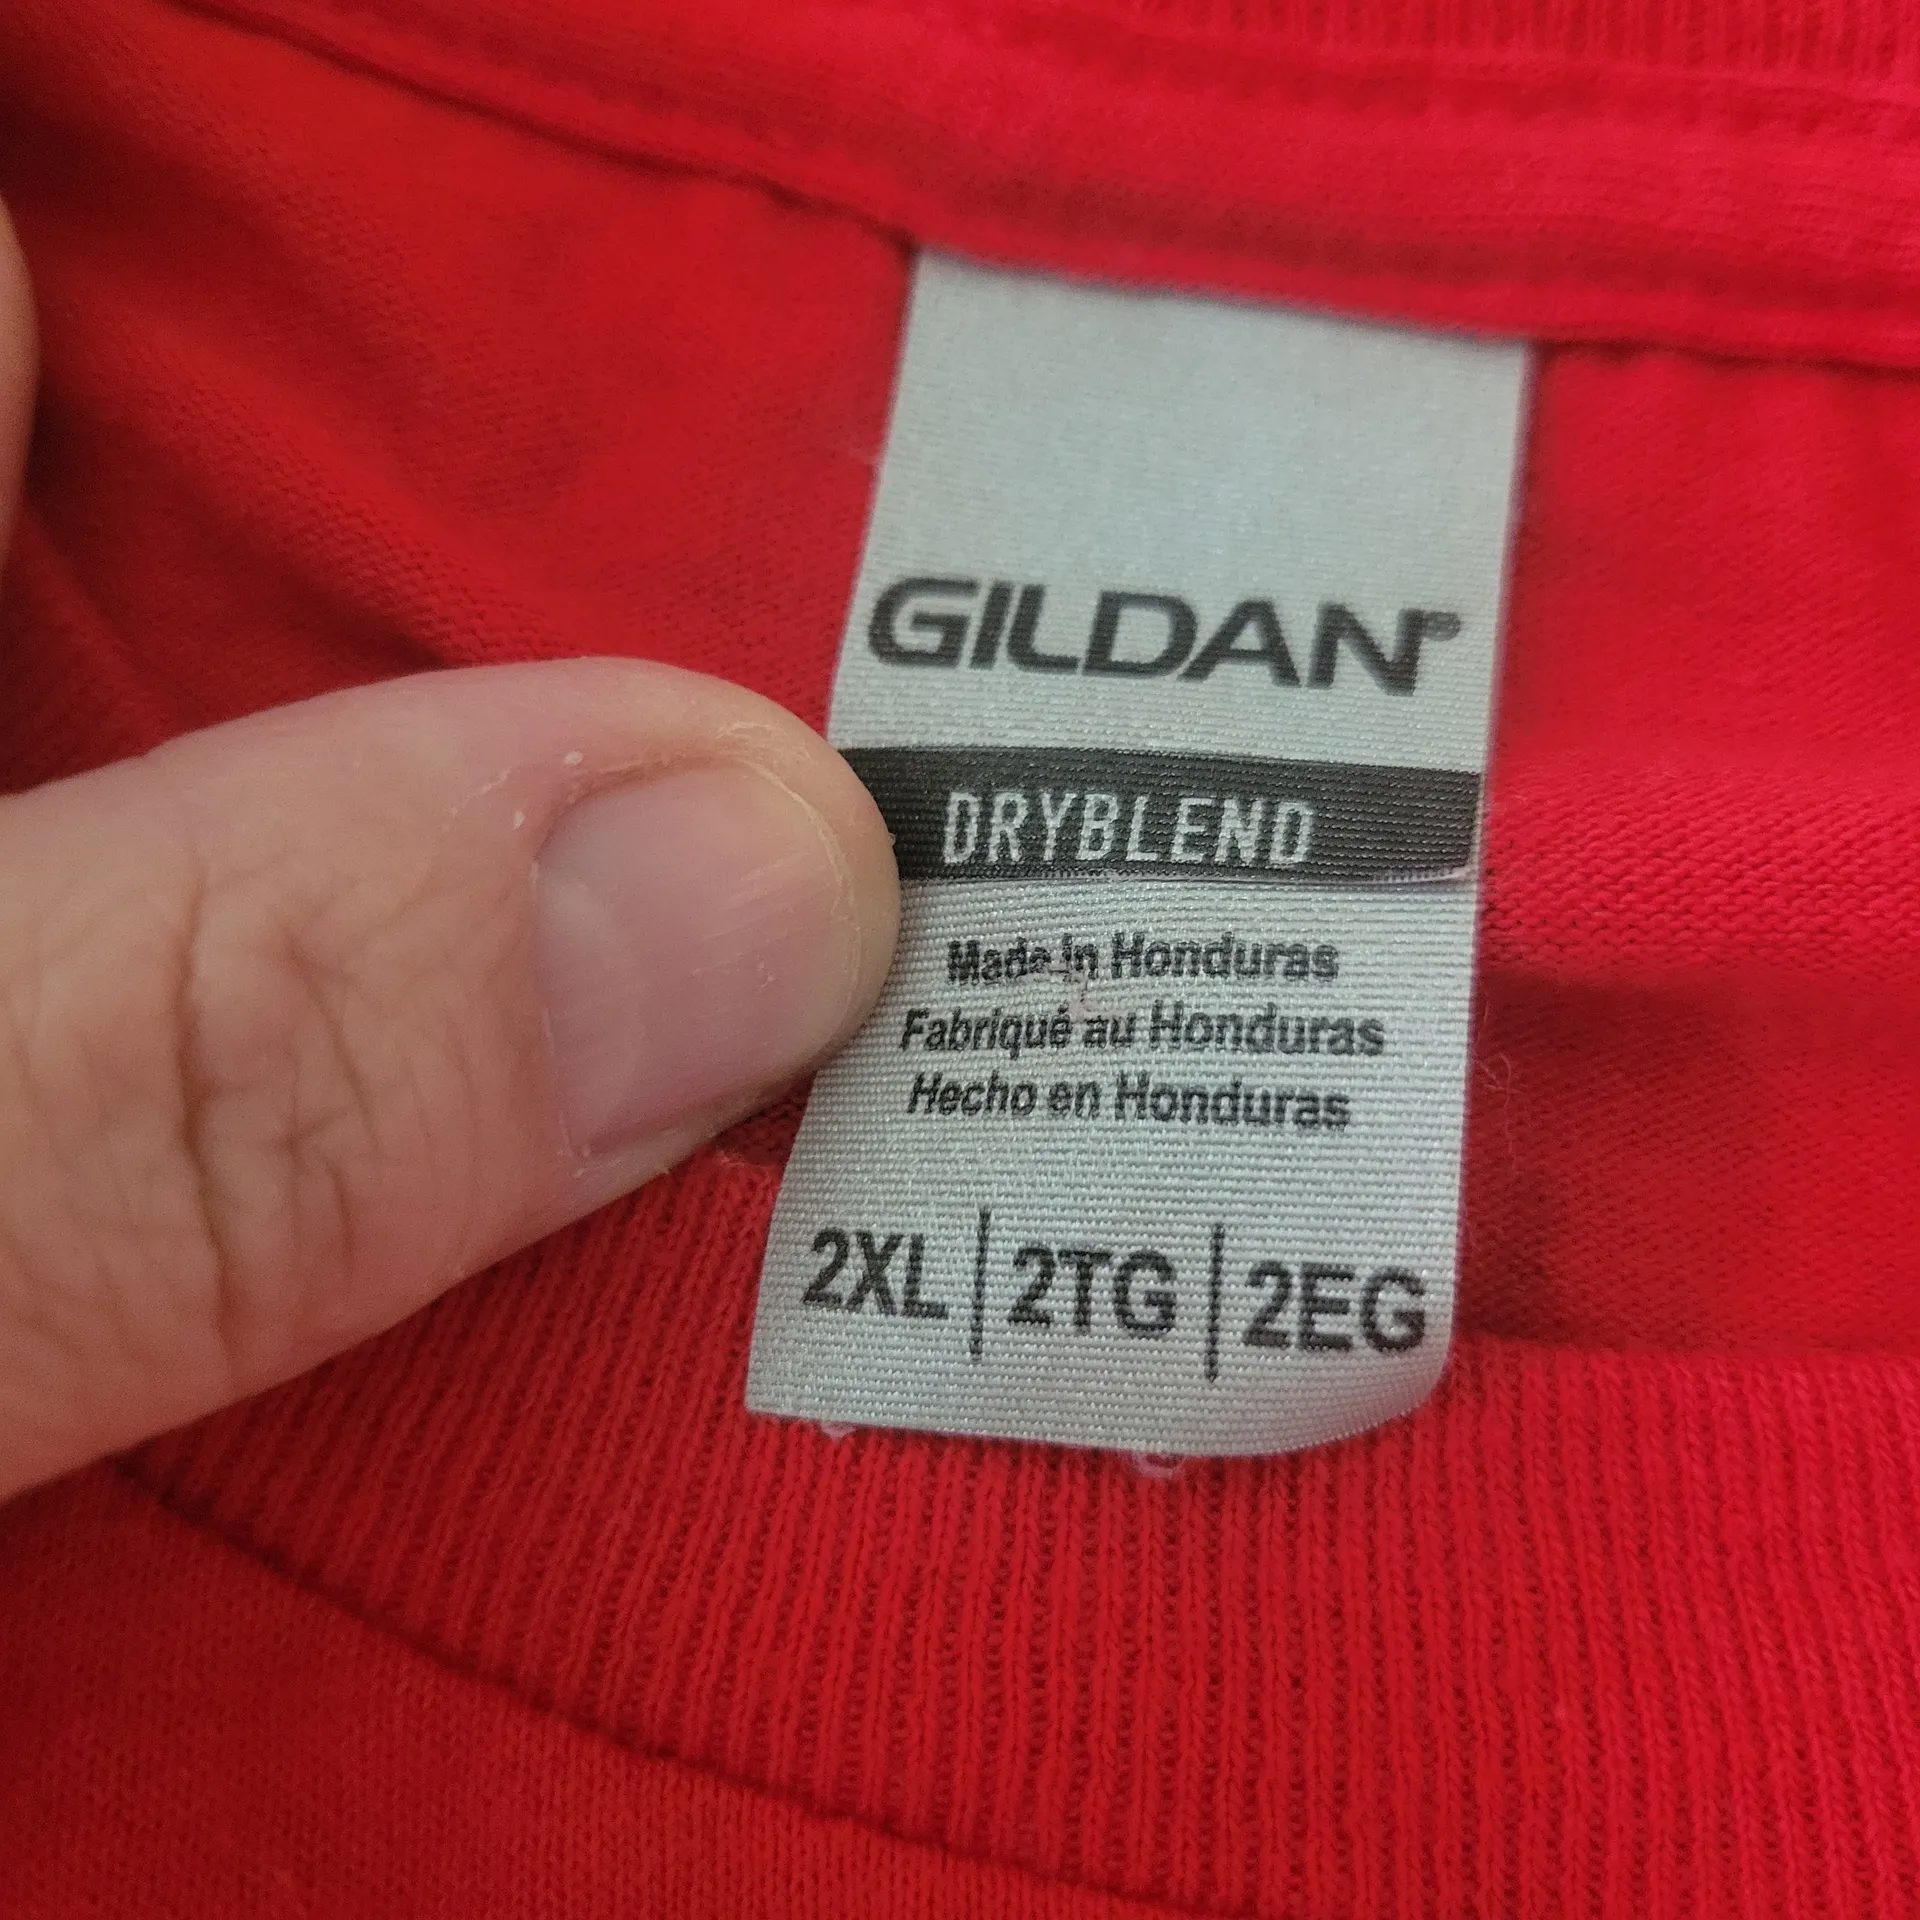 GILDAN®
DRYBLEND
Made in Honduras
Fabriqué au Honduras
Hecho en Honduras
2XL | 2TG | 2EG